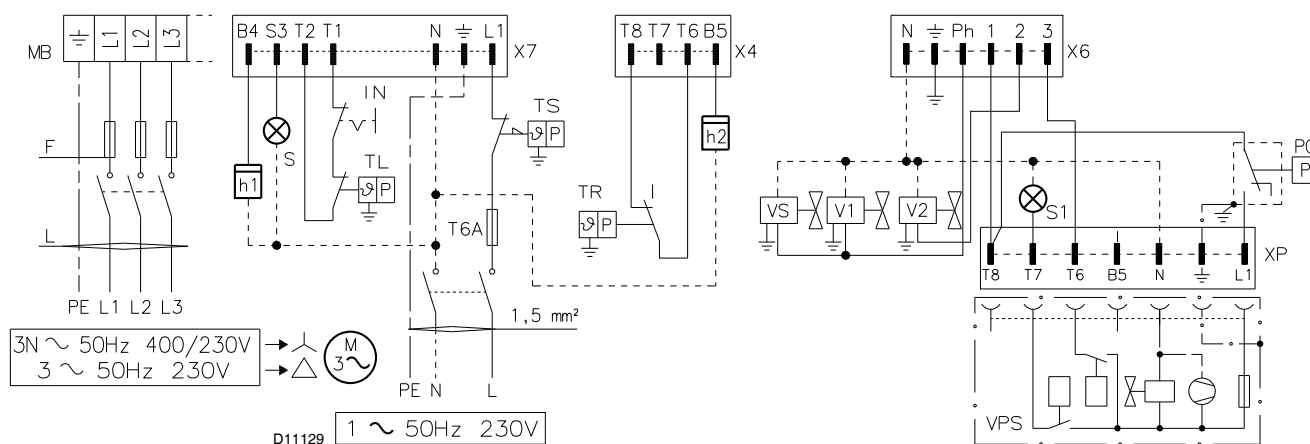 MB L1 L2 L3
B4 S3 T2 T1 N L1 X7
T8 T7 T6 B5 X4
N Ph 1 2 3 X6
IN
TS
ϑ P
F
S
h1
TL
ϑ P
h2
TR
ϑ P
T6A
VS V1 V2
S1
P
L
T8 T7 T6 B5 N L1 XP
PE L1 L2 L3
1,5 mm²
3N ~ 50Hz 400/230V
3 ~ 50Hz 230V
M
3~
PE N L
VPS
D11129
1 ~ 50Hz 230V